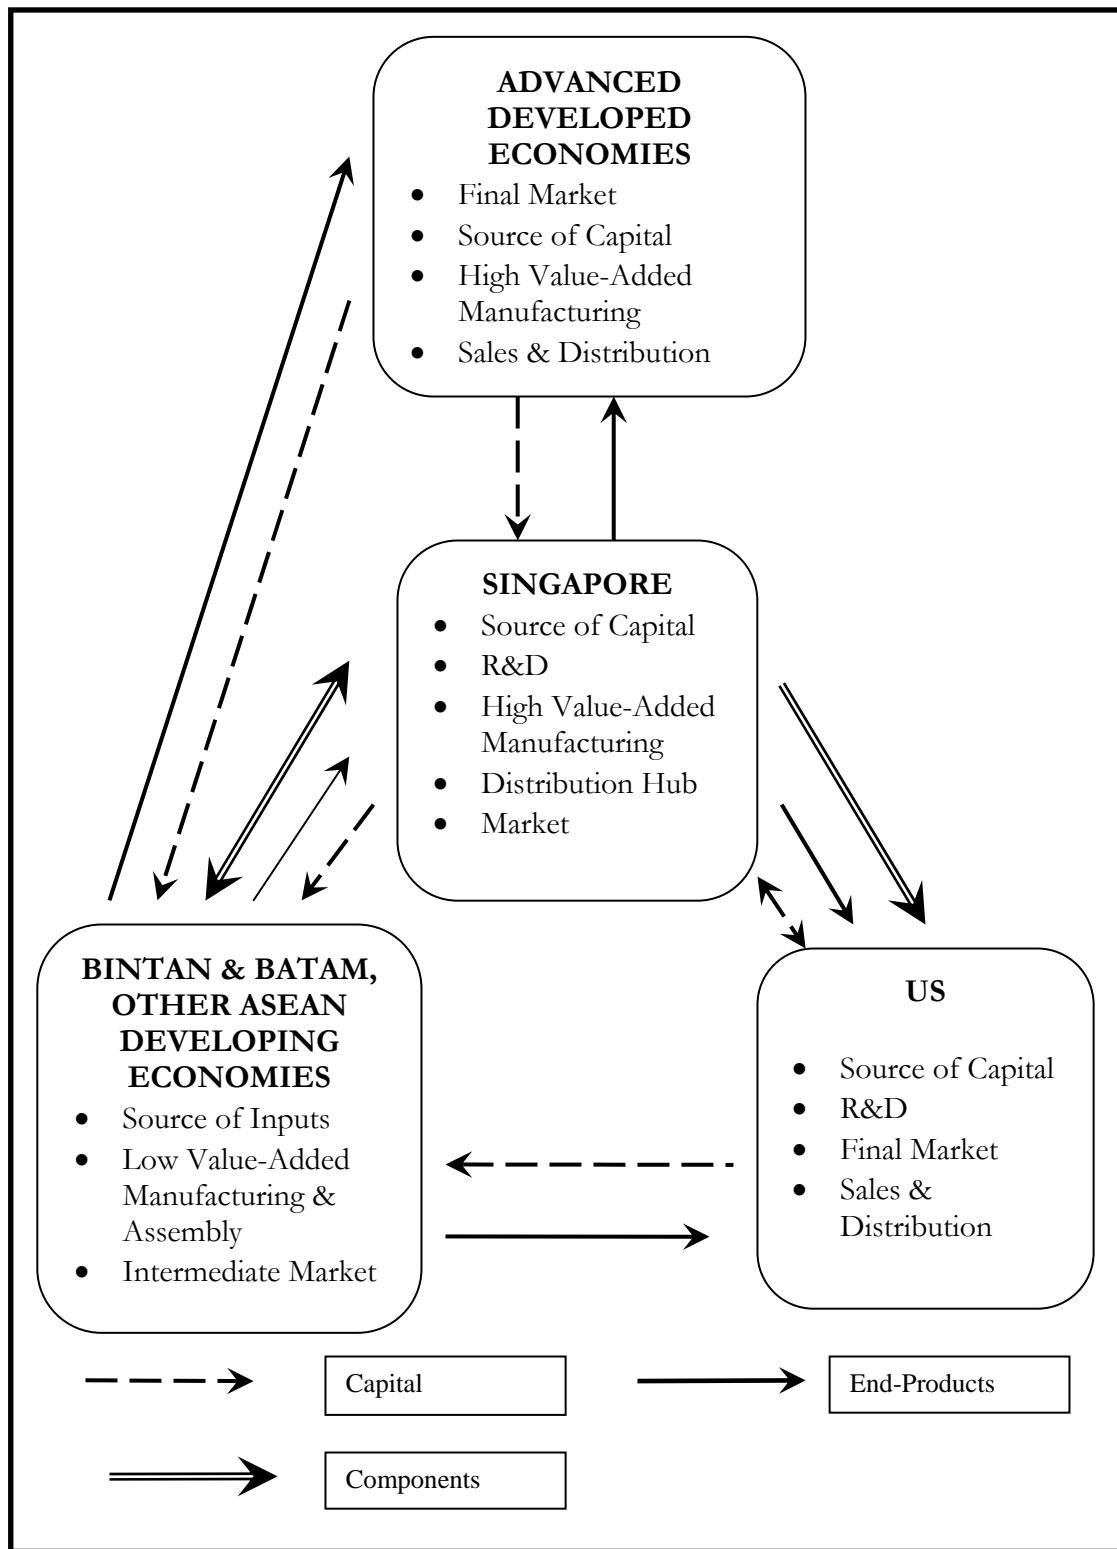 ADVANCED
DEVELOPED
ECONOMIES
• Final Market
• Source of Capital
• High Value-Added
Manufacturing
• Sales & Distribution
SINGAPORE
• Source of Capital
• R&D
• High Value-Added
Manufacturing
• Distribution Hub
• Market
BINTAN & BATAM,
OTHER ASEAN
DEVELOPING
ECONOMIES
• Source of Inputs
• Low Value-Added
Manufacturing &
Assembly
• Intermediate Market
US
• Source of Capital
• R&D
• Final Market
• Sales &
Distribution
Capital
End-Products
Components